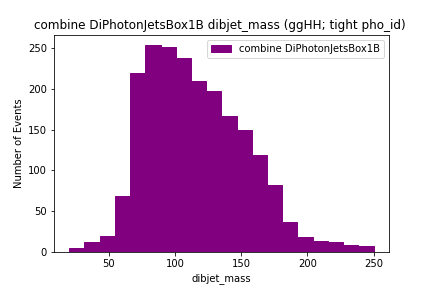 combine DiPhotonJetsBox1B dibjet_mass (ggHH; tight pho_id)
combine DiPhotonJetsBox1B
Number of Events
250
200
150
100
50
0
50
100
150
200
250
dibjet_mass